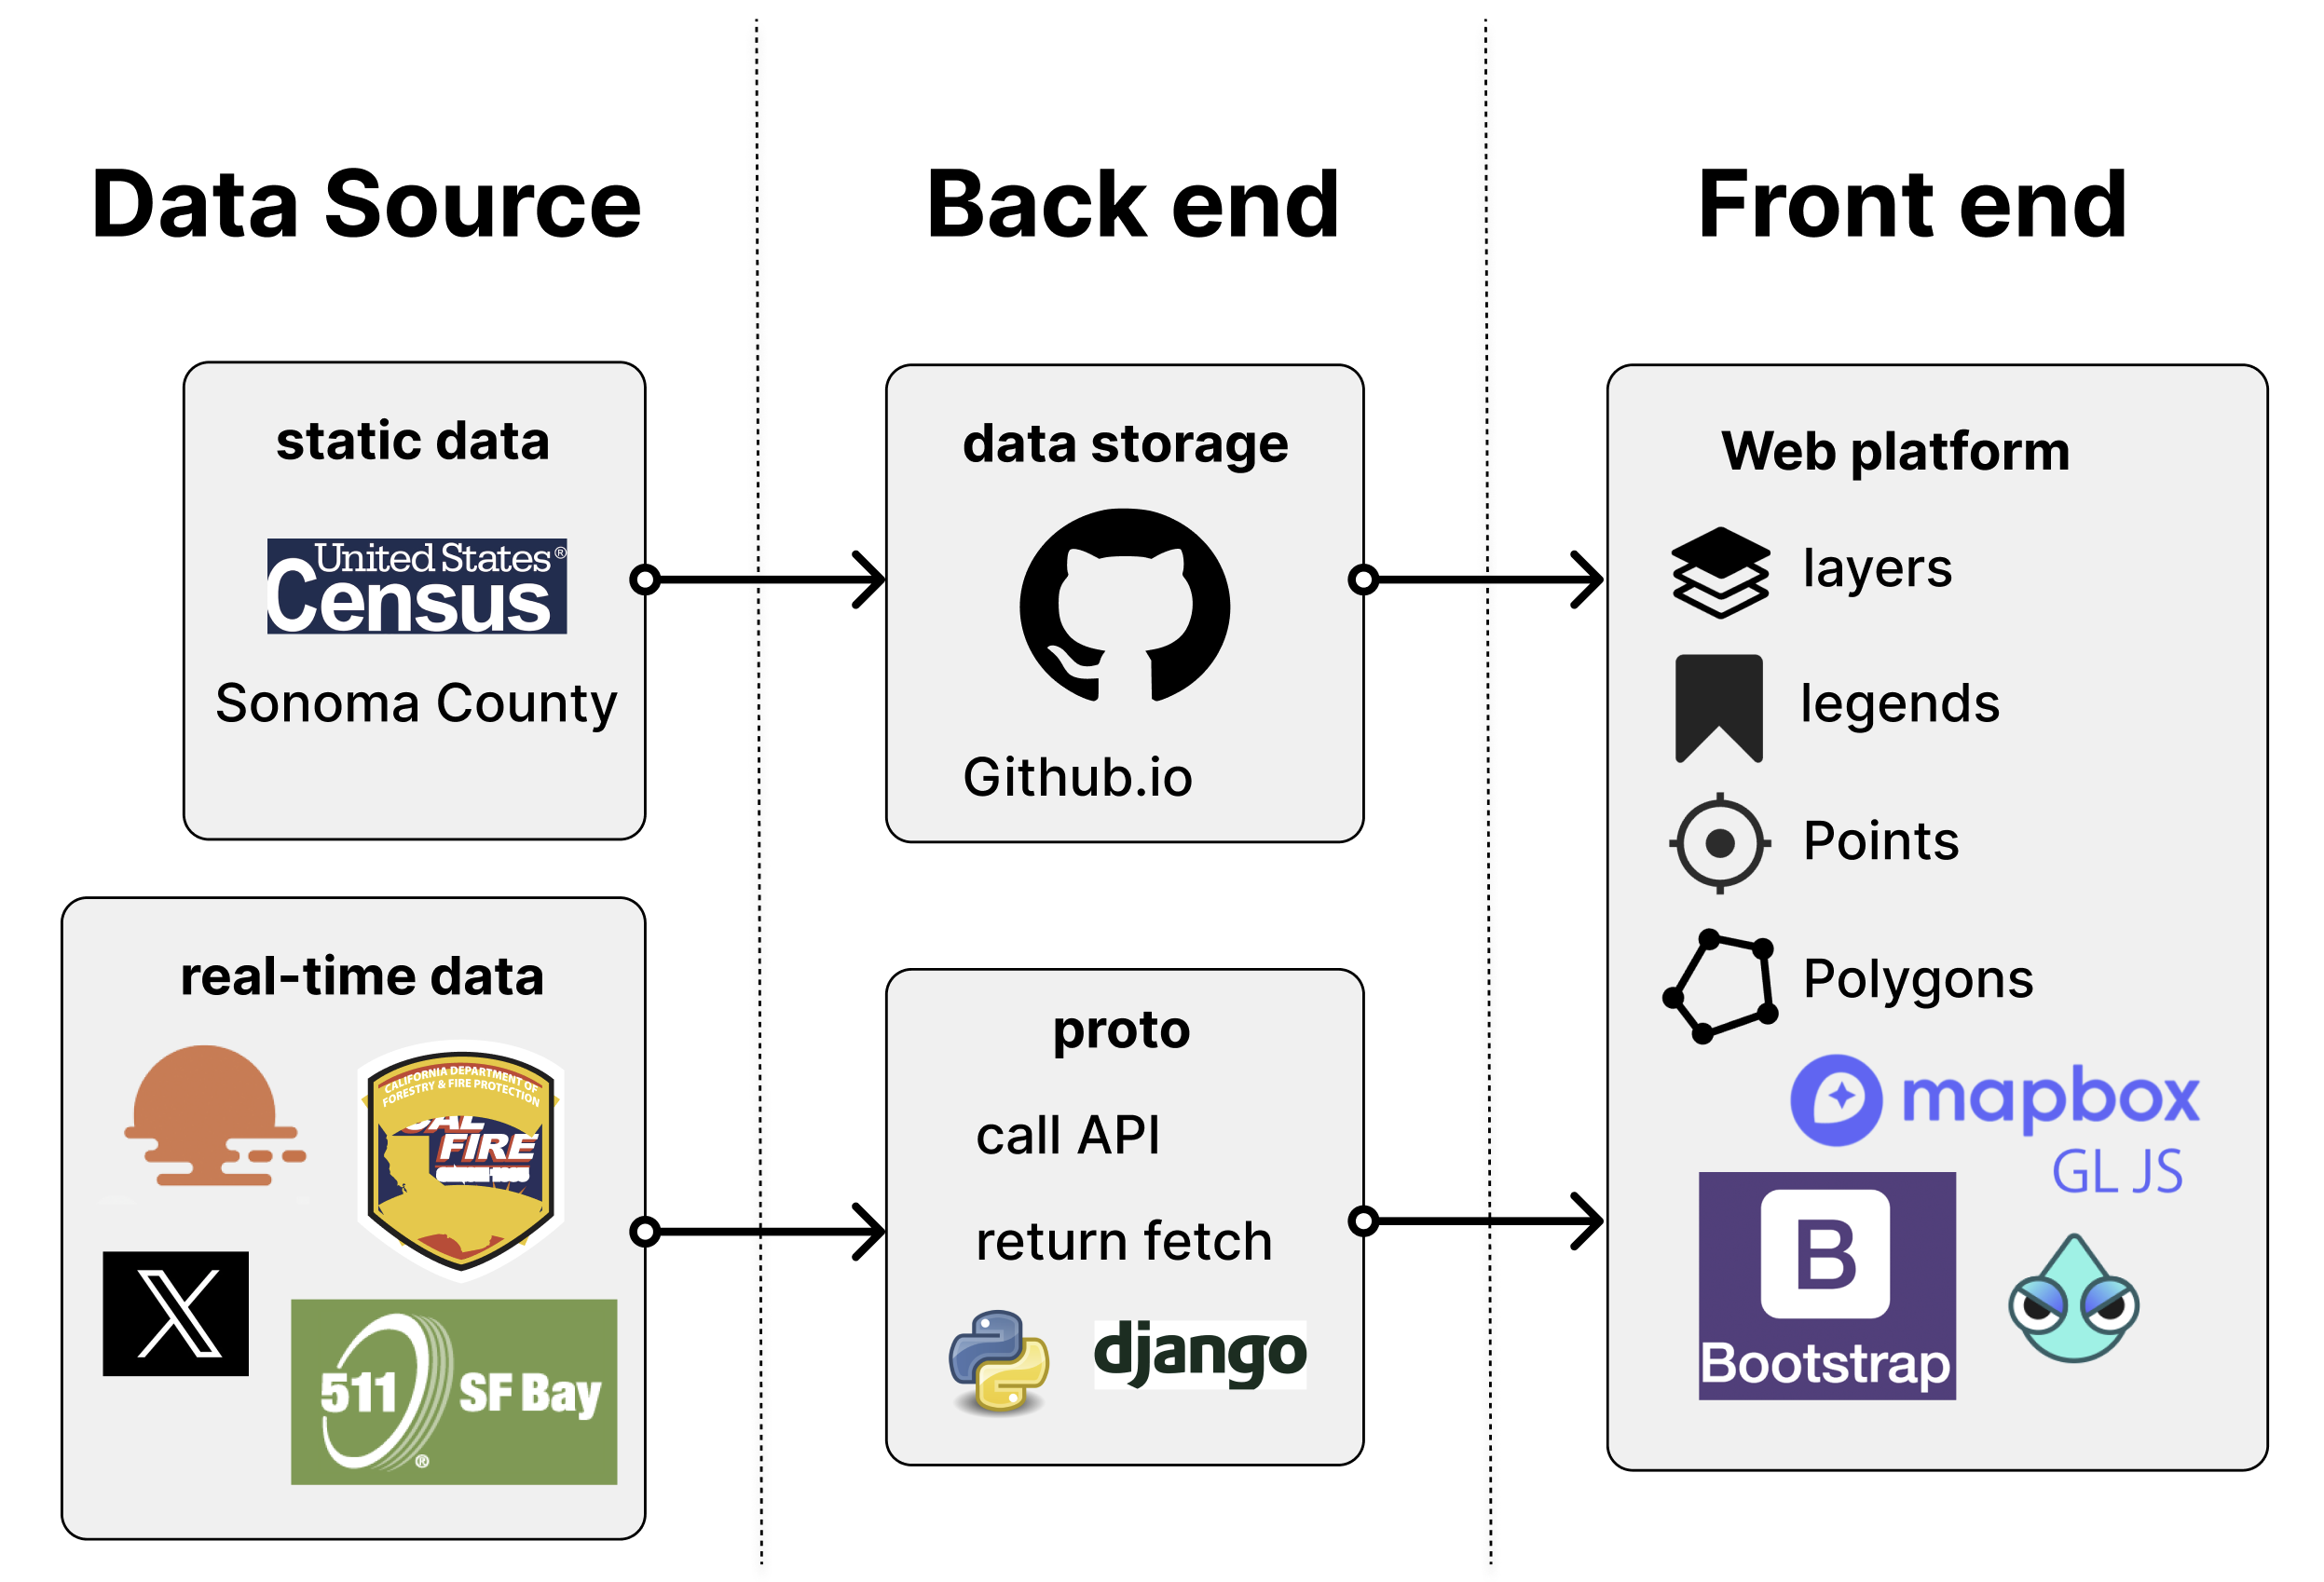 Data Source
Back end
Front end
static data
United States®
Census
Sonoma County
data storage
Github.io
Web platform
layers
legends
Points
Polygons
mapbox
GL JS
B
Bootstrap
real-time data
CALIFORNIA DEPARTMENT OF
FORESTRY & FIRE PROTECTION
CAL
FIRE
X
511 SF Bay
®
proto
call API
return fetch
django